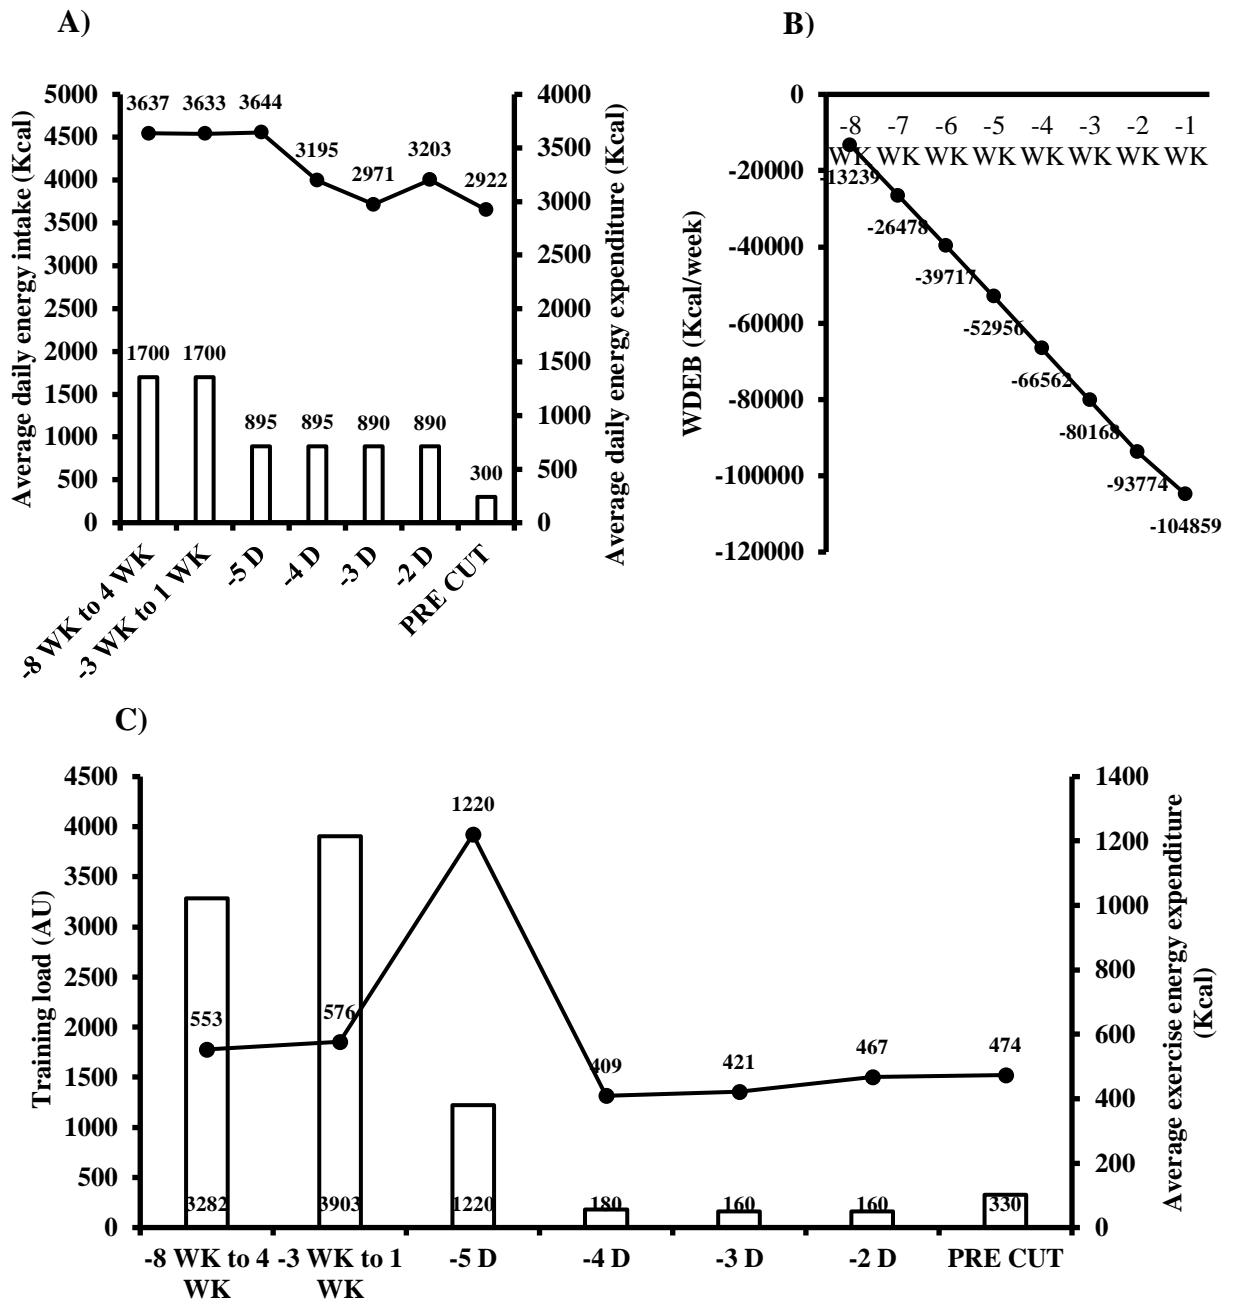 A)
B)
Average daily energy intake (Kcal)
5000
4500
4000
3500
3000
2500
2000
1500
1000
500
0
3637 3633 3644
3195
2971
3203
2922
1700 1700
895 895 890 890
300
4000
3500
3000
2500
2000
1500
1000
500
0
Average daily energy expenditure (Kcal)
-8 WK to 4 WK
-3 WK to 1 WK
-5 D
-4 D
-3 D
-2 D
PRE CUT
WDEB (Kcal/week)
0
-20000
-40000
-60000
-80000
-100000
-120000
-8 -7 -6 -5 -4 -3 -2 -1
WK WK WK WK WK WK WK WK
-13239
-26478
-39717
-52956
-66562
-80168
-93774
-104859
C)
Training load (AU)
4500
4000
3500
3000
2500
2000
1500
1000
500
0
1220
553
576
409
421
467
474
3282 3903 1220 180 160 160 330
1400
1200
1000
800
600
400
200
0
Average exercise energy expenditure
(Kcal)
-8 WK to 4 -3 WK to 1 -5 D -4 D -3 D -2 D PRE CUT
WK WK